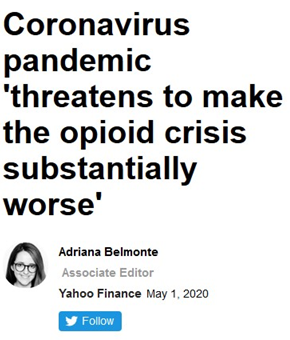 Coronavirus
pandemic
'threatens to make
the opioid crisis
substantially
worse'
Adriana Belmonte
Associate Editor
Yahoo Finance May 1, 2020
Follow